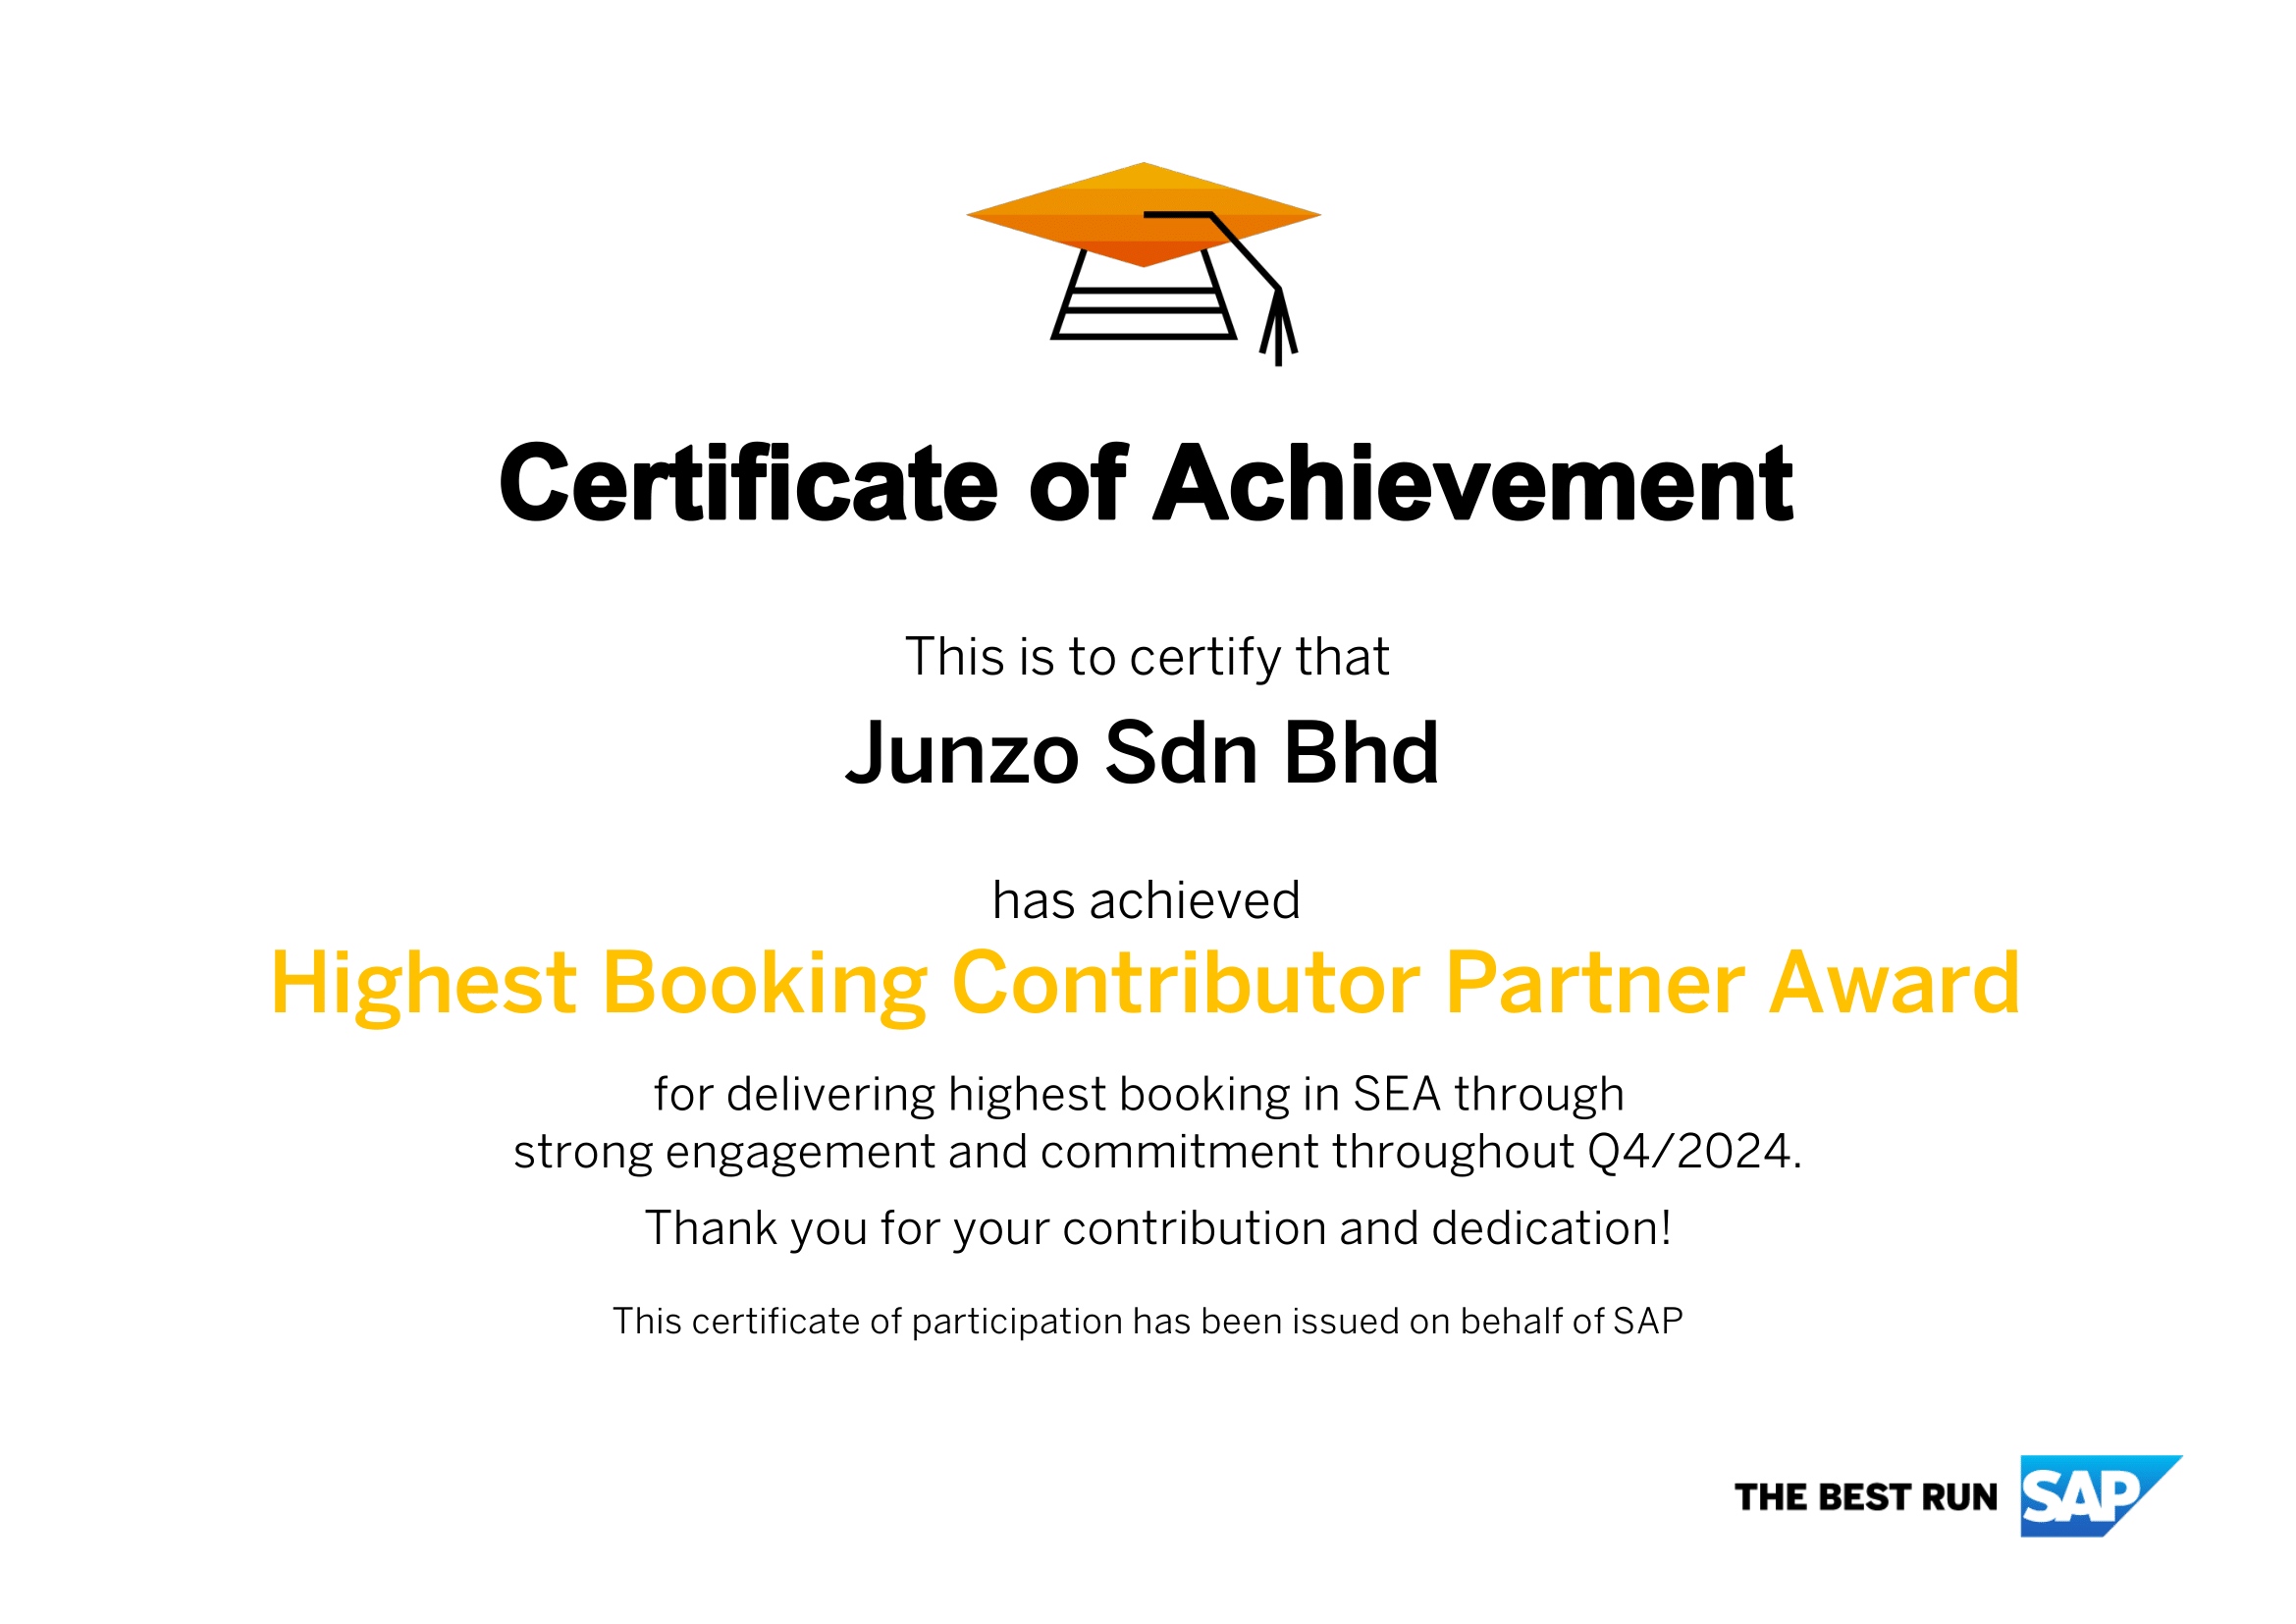 Certificate of Achievement
This is to certify that
Junzo Sdn Bhd
has achieved
Highest Booking Contributor Partner Award
for delivering highest booking in SEA through
strong engagement and commitment throughout Q4/2024.
Thank you for your contribution and dedication!
This certificate of participation has been issued on behalf of SAP
THE BEST RUN SAP